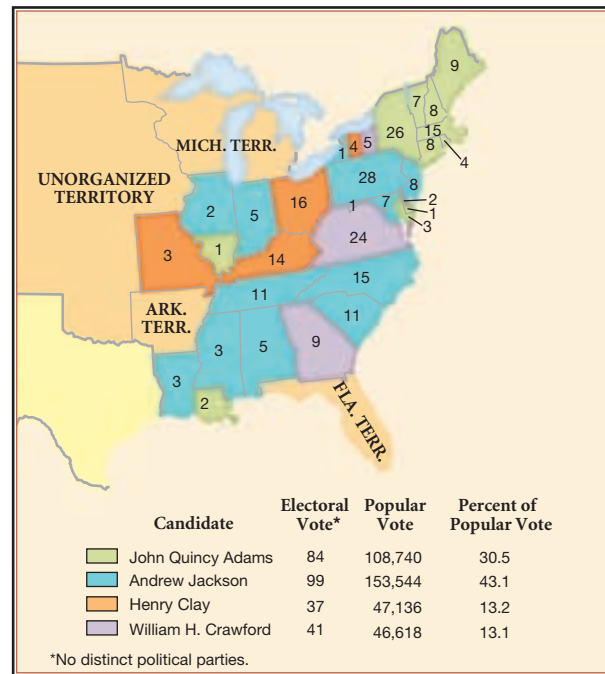 9
7
8
26
15
8
4
MICH. TERR.
1
4
5
UNORGANIZED
TERRITORY
28
8
16
2
5
1
7
2
1
3
24
3
1
14
15
11
ARK.
TERR.
11
3
5
9
3
2
FLA. TERR.
Candidate Electoral Vote* Popular Vote Percent of Popular Vote
John Quincy Adams 84 108,740 30.5
Andrew Jackson 99 153,544 43.1
Henry Clay 37 47,136 13.2
William H. Crawford 41 46,618 13.1
*No distinct political parties.